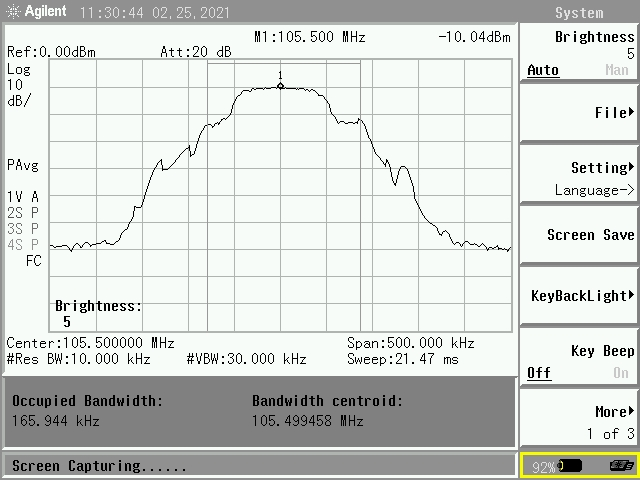 Agilent 11:30:44 02,25,2021 System
M1:105.500 MHz -10.04dBm
Ref:0.00dBm Att:20 dB
Log
10
dB/
1
PAvg
1V A
2S P
3S P
4S P
FC
Brightness:
5
Center:105.500000 MHz Span:500.000 kHz
#Res BW:10.000 kHz #VBW:30.000 kHz Sweep:21.47 ms
Occupied Bandwidth: Bandwidth centroid:
165.944 kHz 105.499458 MHz
Screen Capturing......
Brightness
5
Auto Man
File
Setting
Language->
Screen Save
KeyBackLight
Key Beep
Off On
More
1 of 3
92%